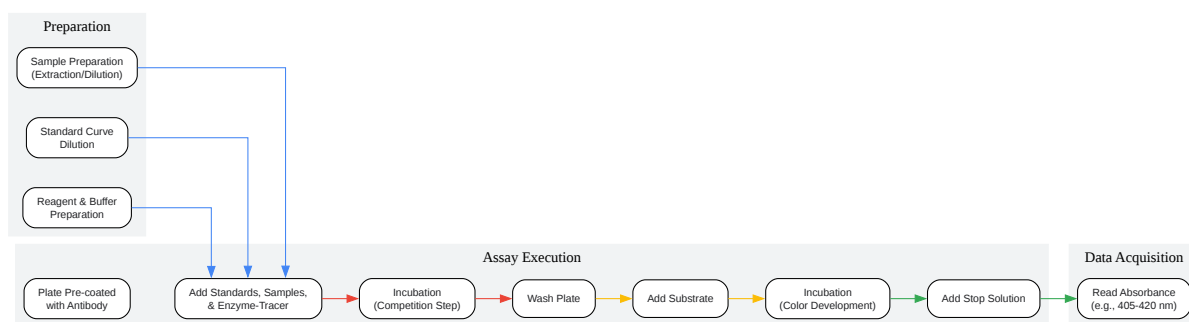 Preparation
Sample Preparation
(Extraction/Dilution)
Standard Curve
Dilution
Reagent & Buffer
Preparation
Assay Execution
Plate Pre-coated
with Antibody
Add Standards, Samples,
& Enzyme-Tracer
Incubation
(Competition Step)
Wash Plate
Add Substrate
Incubation
(Color Development)
Add Stop Solution
Data Acquisition
Read Absorbance
(e.g., 405-420 nm)